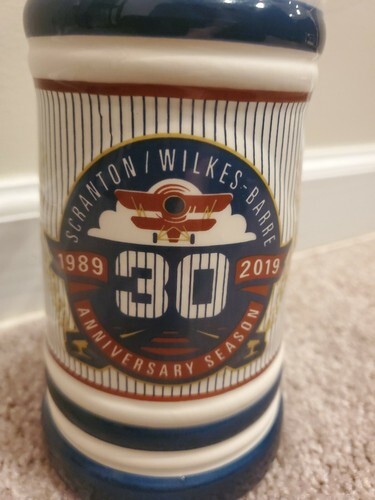 SCRANTON/WILKES-BARRE
1989 30 2019
ANNIVERSARY SEASON